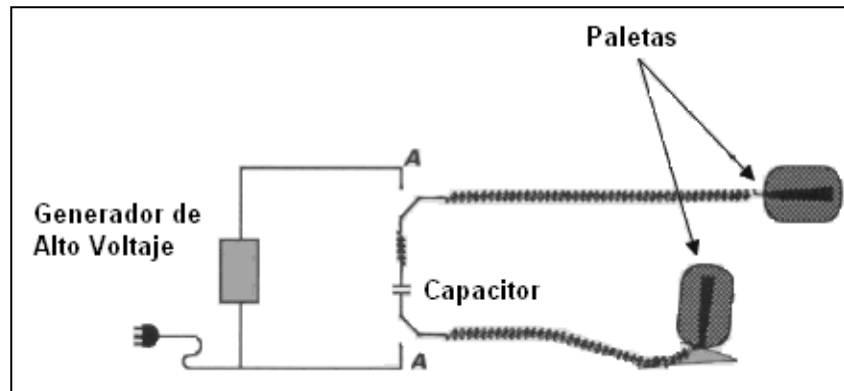 Paletas
A
Generador de
Alto Voltaje
Capacitor
A